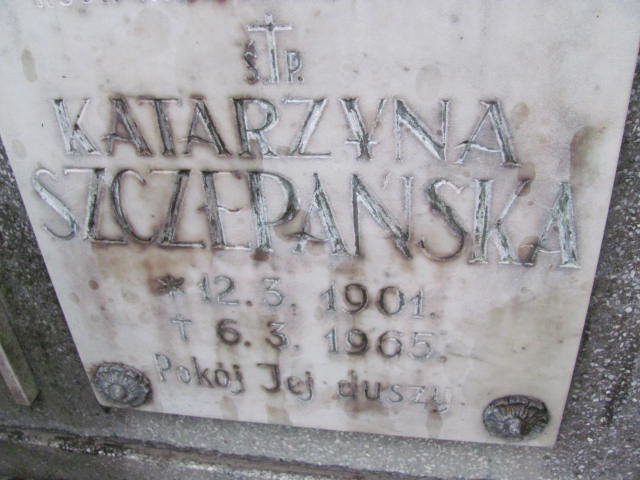 Ś.P.
KATARZYNA
SZCZEPAŃSKA
* 12.3. 1901.
† 6.3. 1965.
Pokój Jej duszy.